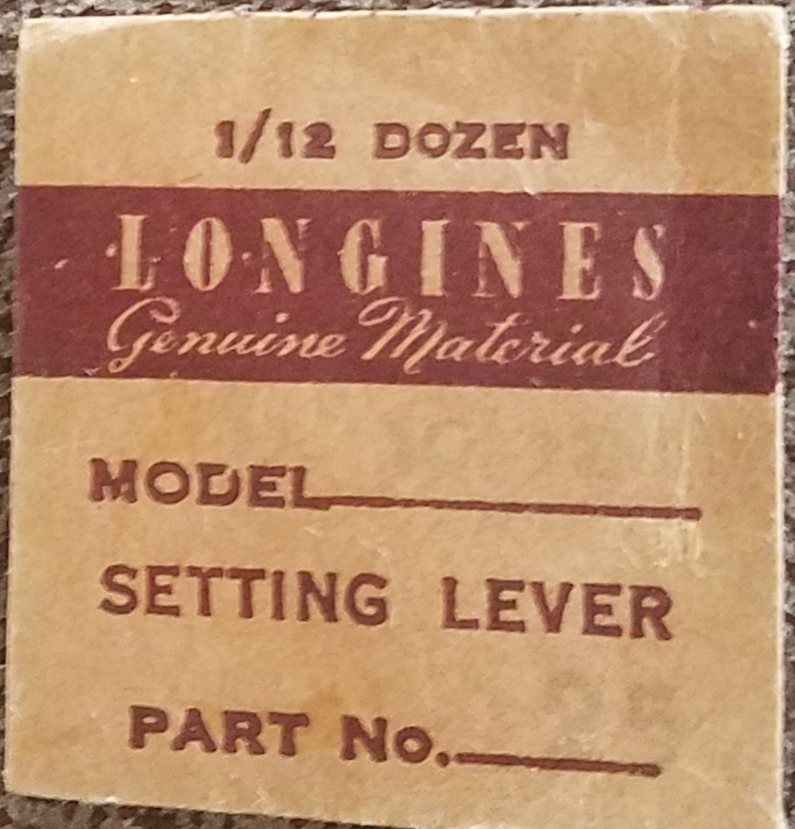 1/12 DOZEN
LONGINES
Genuine Material
MODEL
SETTING LEVER
PART No.